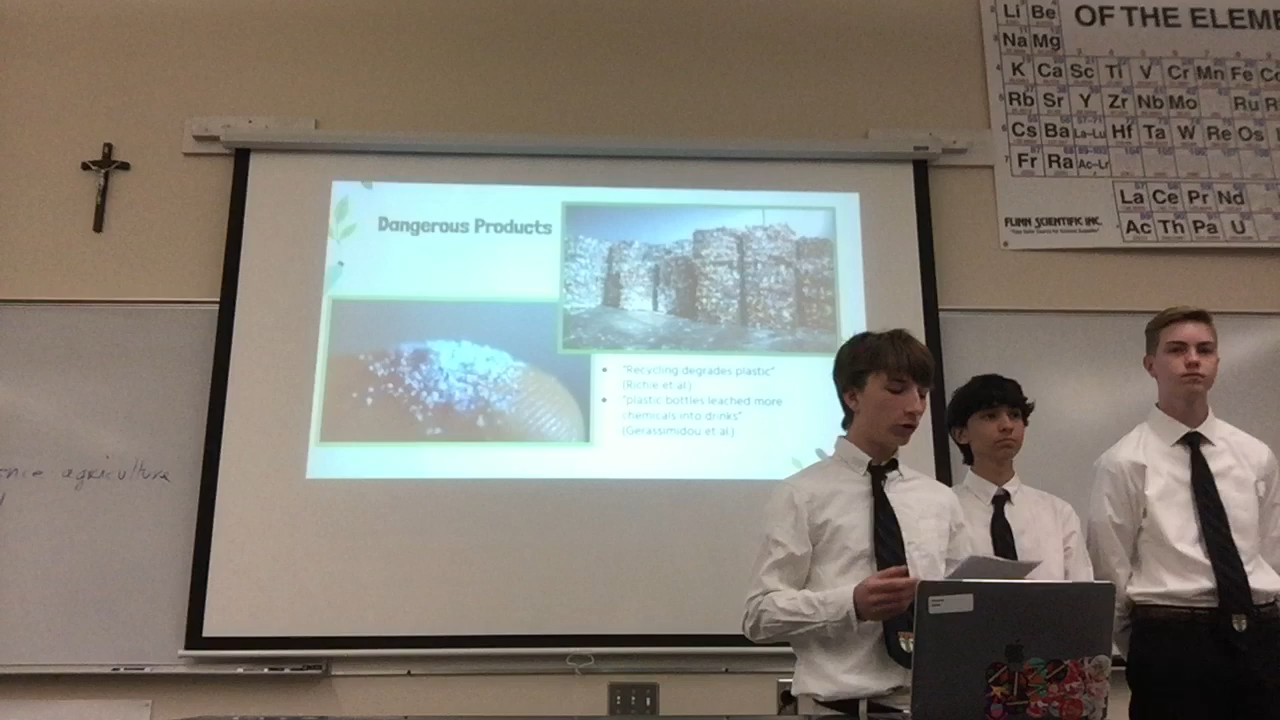 OF THE ELEME
Li Be
Na Mg
K Ca Sc Ti V Cr Mn Fe Co
Rb Sr Y Zr Nb Mo Ru R
Cs Ba La-Lu Hf Ta W Re Os
Fr Ra Ac-Lr
La Ce Pr Nd
Ac Th Pa U
FLINN SCIENTIFIC INC.
Dangerous Products
• "Recycling degrades plastic"
(Richie et al)
• "plastic bottles leached more
chemicals into drinks"
(Gerassimidou et al.)
agriculture